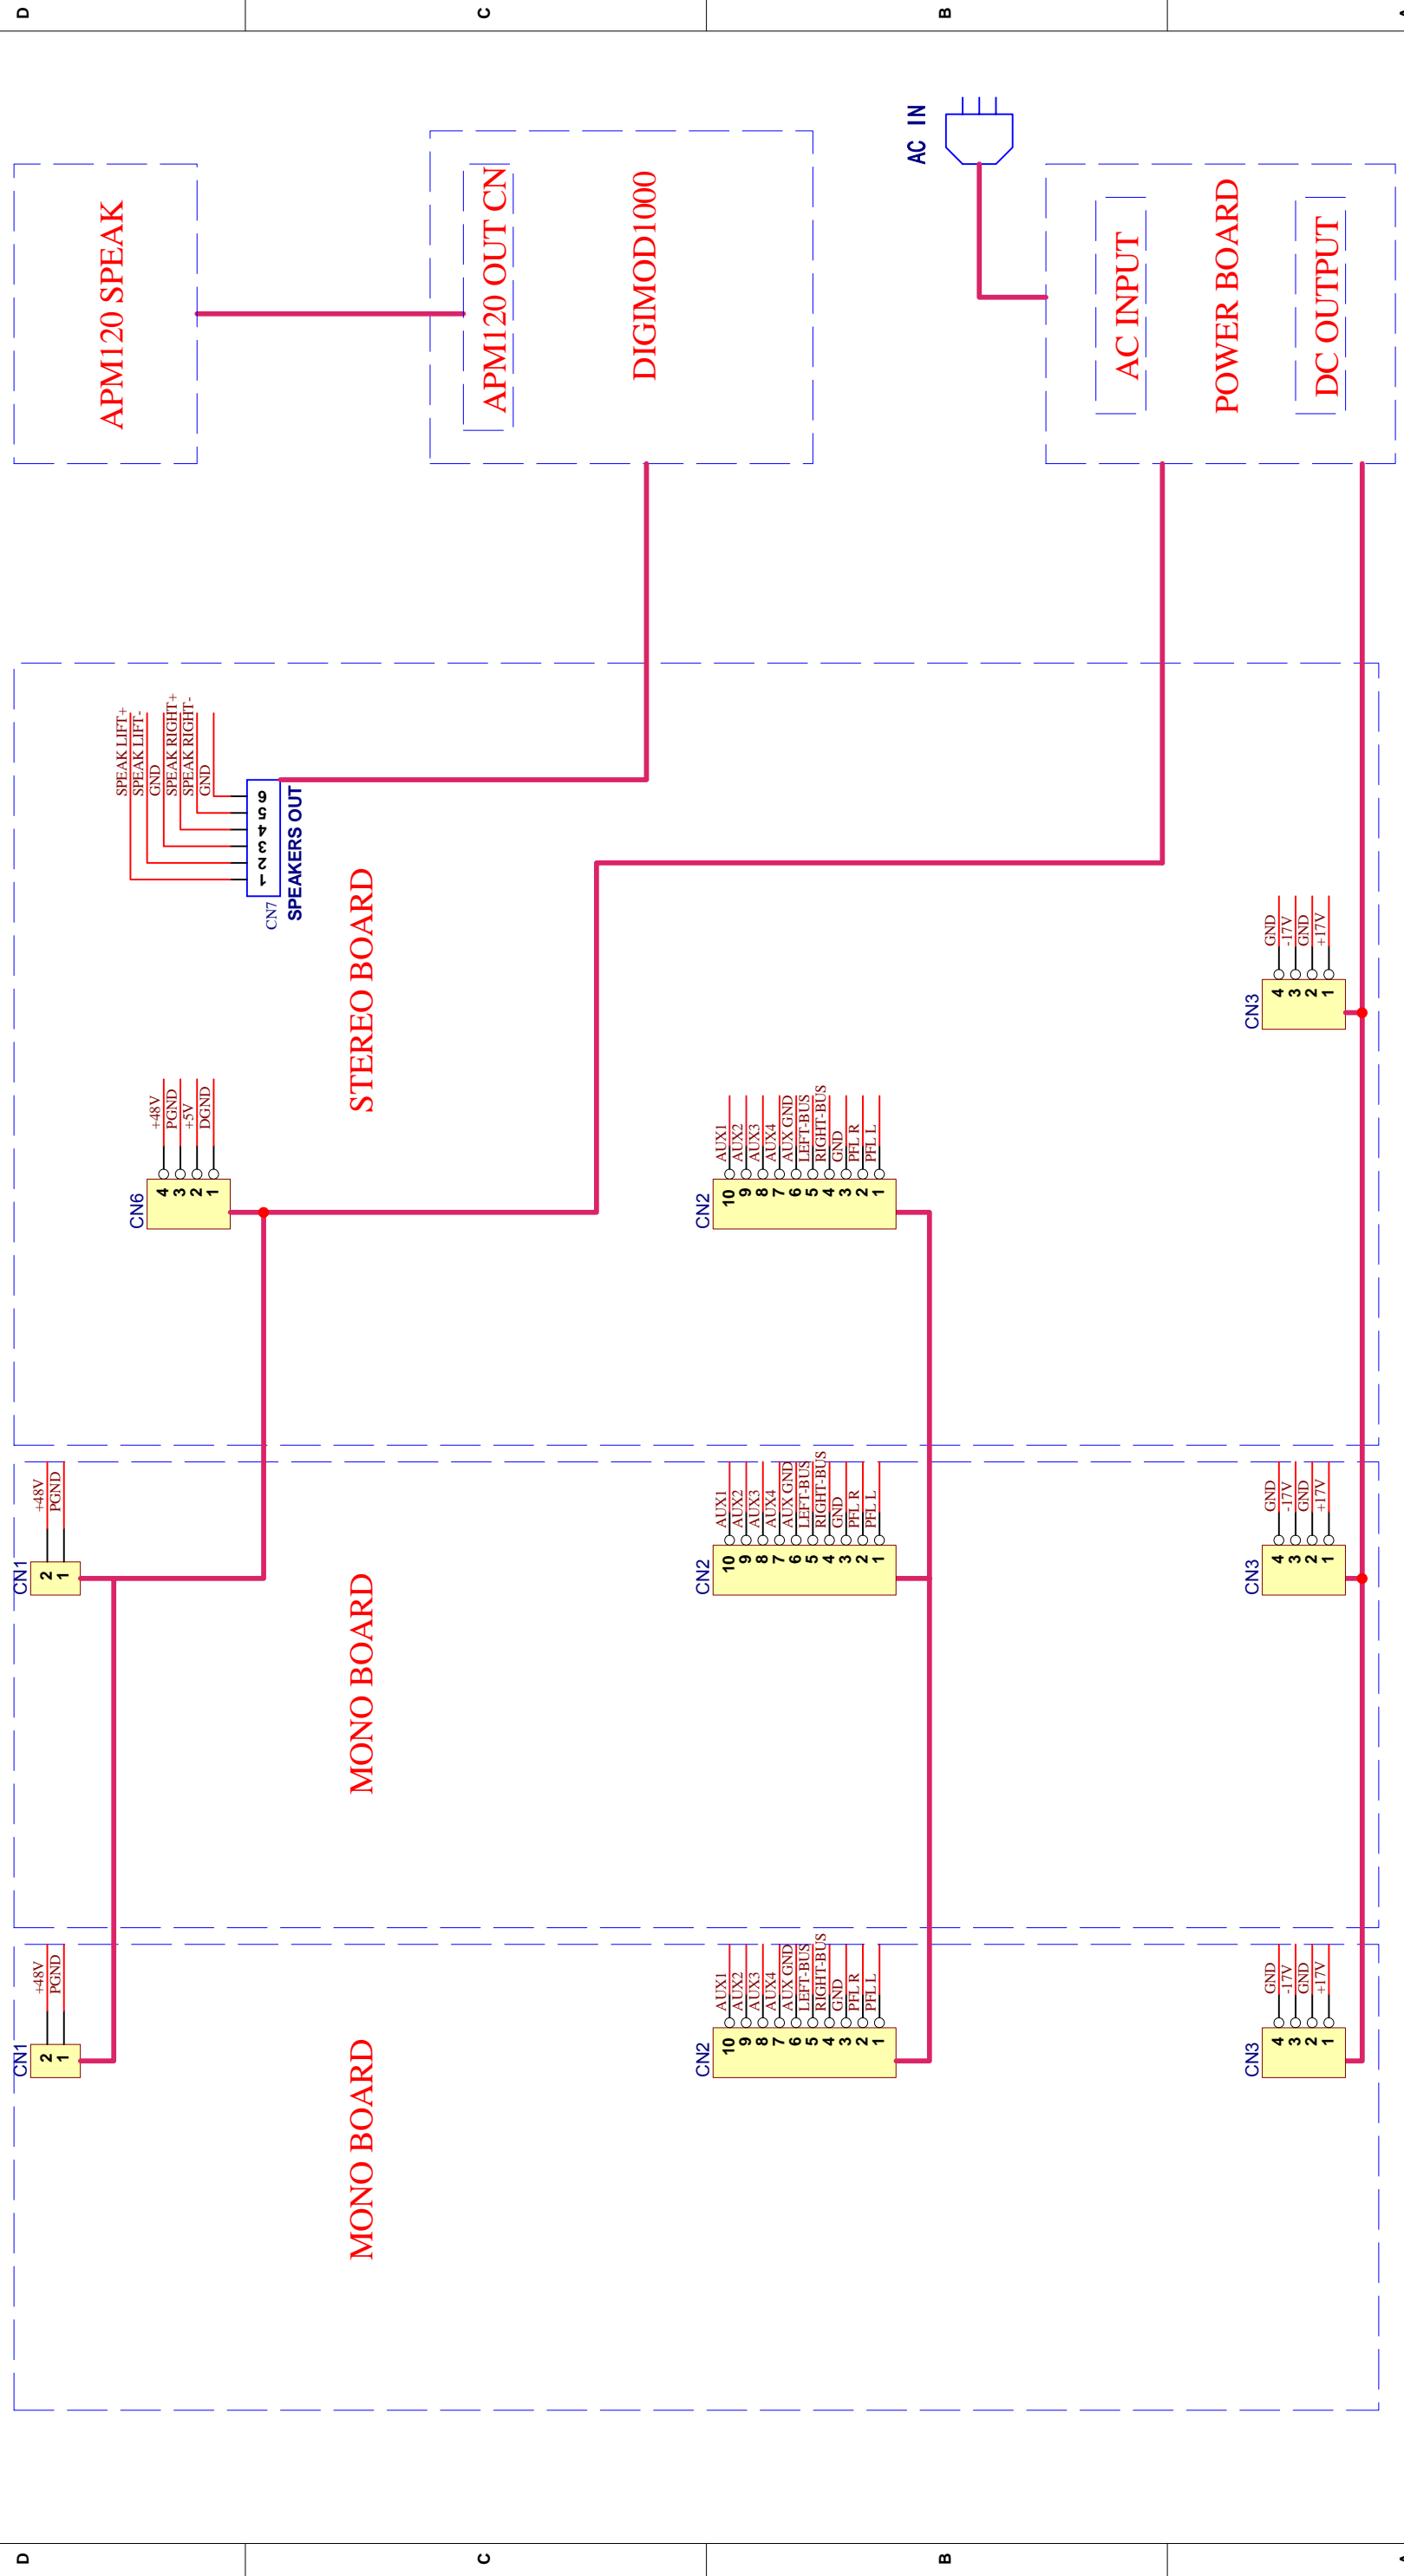 D
C
B
A
CN1
2 +48V
1 PGND
MONO BOARD
CN2
10 AUX1
9 AUX2
8 AUX3
7 AUX4
6 AUX GND
5 LEFT-BUS
4 RIGHT-BUS
3 GND
2 PFL R
1 PFL L
CN3
4 GND
3 -17V
2 GND
1 +17V
CN1
2 +48V
1 PGND
MONO BOARD
CN2
10 AUX1
9 AUX2
8 AUX3
7 AUX4
6 AUX GND
5 LEFT-BUS
4 RIGHT-BUS
3 GND
2 PFL R
1 PFL L
CN3
4 GND
3 -17V
2 GND
1 +17V
CN6
4 +48V
3 PGND
2 +5V
1 DGND
SPEAK LIFT+
SPEAK LIFT-
GND
SPEAK RIGHT+
SPEAK RIGHT-
GND
1 2 3 4 5 6
CN7
SPEAKERS OUT
STEREO BOARD
CN2
10 AUX1
9 AUX2
8 AUX3
7 AUX4
6 AUX GND
5 LEFT-BUS
4 RIGHT-BUS
3 GND
2 PFL R
1 PFL L
CN3
4 GND
3 -17V
2 GND
1 +17V
APM120 SPEAK
APM120 OUT CN
DIGIMOD1000
AC IN
AC INPUT
POWER BOARD
DC OUTPUT
D
C
B
A